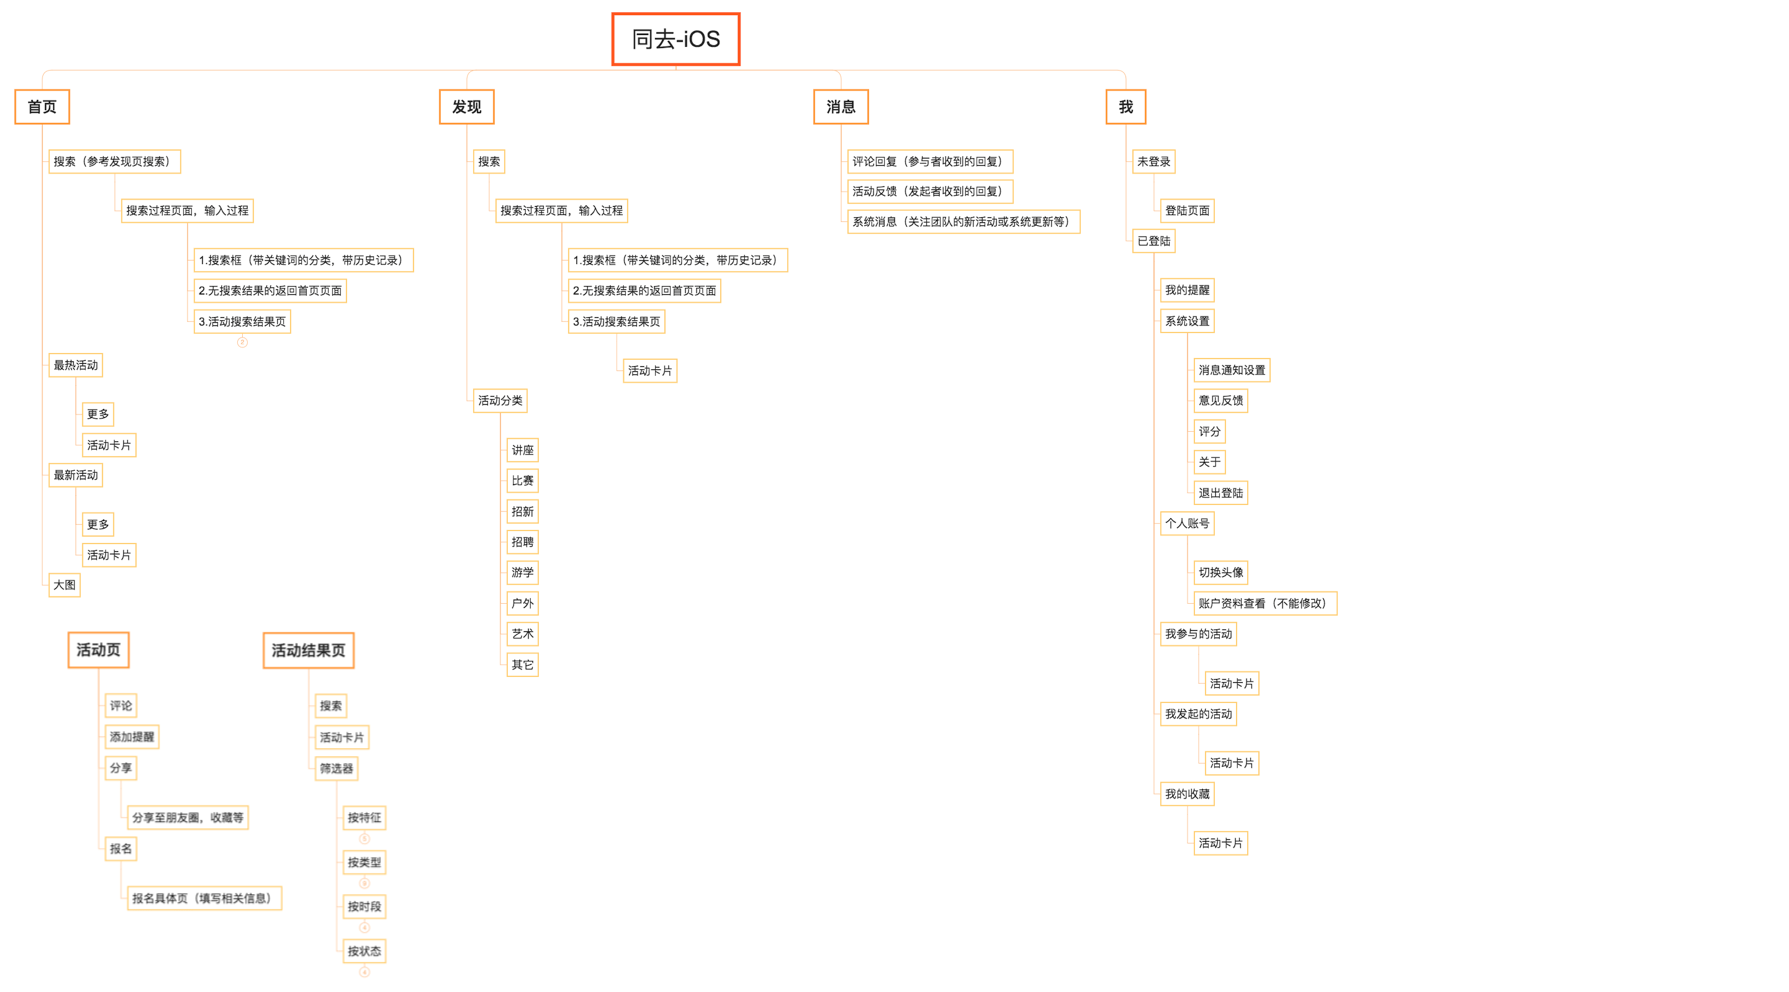 同去-iOS
首页
搜索（参考发现页搜索）
搜索过程页面，输入过程
1.搜索框（带关键词的分类，带历史记录）
2.无搜索结果的返回首页页面
3.活动搜索结果页
2
最热活动
更多
活动卡片
最新活动
更多
活动卡片
大图
发现
搜索
搜索过程页面，输入过程
1.搜索框（带关键词的分类，带历史记录）
2.无搜索结果的返回首页页面
3.活动搜索结果页
活动卡片
活动分类
讲座
比赛
招新
招聘
游学
户外
艺术
其它
消息
评论回复（参与者收到的回复）
活动反馈（发起者收到的回复）
系统消息（关注团队的新活动或系统更新等）
我
未登录
登陆页面
已登陆
我的提醒
系统设置
消息通知设置
意见反馈
评分
关于
退出登陆
个人账号
切换头像
账户资料查看（不能修改）
我参与的活动
活动卡片
我发起的活动
活动卡片
我的收藏
活动卡片
活动页
评论
添加提醒
分享
分享至朋友圈，收藏等
报名
报名具体页（填写相关信息）
活动结果页
搜索
活动卡片
筛选器
按特征
按类型
按时段
按状态